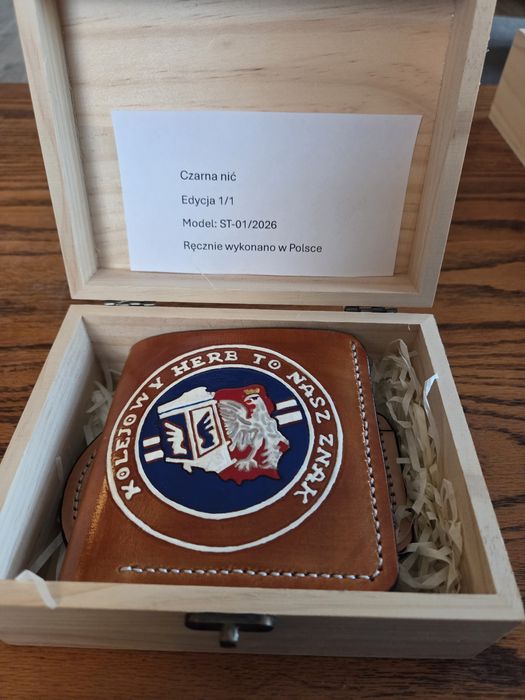 Czarna nić
Edycja 1/1
Model: ST-01/2026
Ręcznie wykonano w Polsce
KOLEJOWY HERB TO NASZ ZNAK